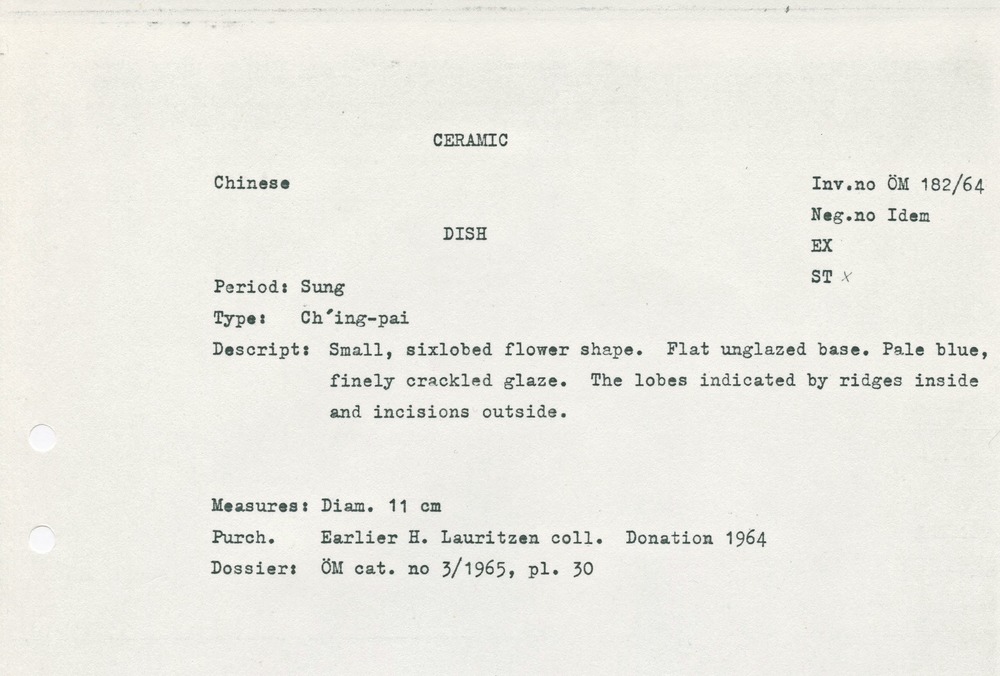 CERAMIC
Chinese
Inv.no ÖM 182/64
Neg.no Idem
DISH
EX
ST x
Period: Sung
Type: Ch´ing-pai
Descript: Small, sixlobed flower shape. Flat unglazed base. Pale blue,
finely crackled glaze. The lobes indicated by ridges inside
and incisions outside.
Measures: Diam. 11 cm
Purch. Earlier H. Lauritzen coll. Donation 1964
Dossier: ÖM cat. no 3/1965, pl. 30